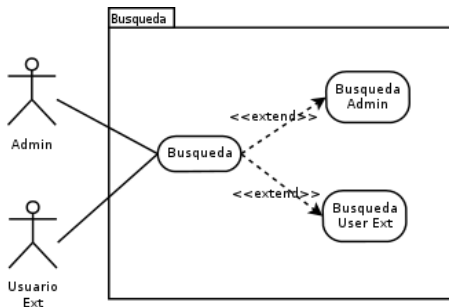 Busqueda
Busqueda
Admin
<<extends>>
Admin
Busqueda
<<extend>>
Busqueda
User Ext
Usuario
Ext